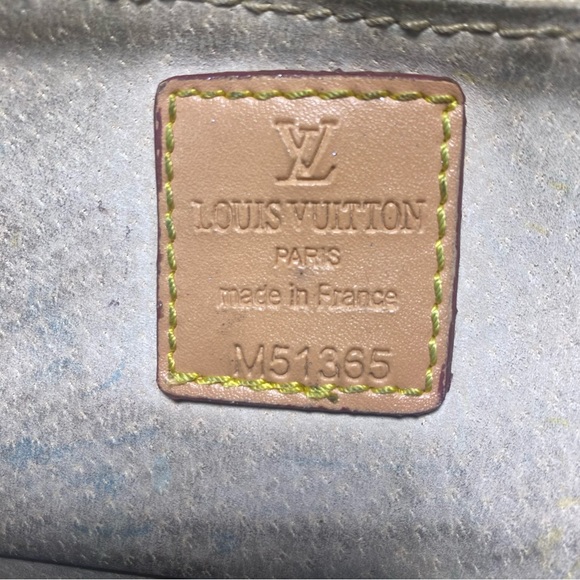 LV
LOUIS VUITTON
PARIS
made in France
M51365